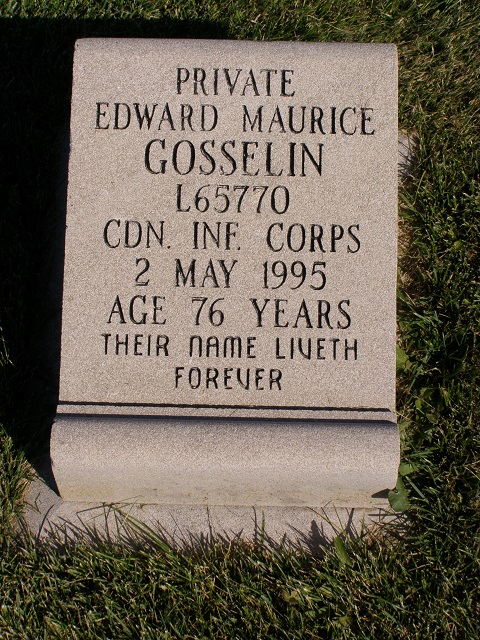 PRIVATE
EDWARD MAURICE
GOSSELIN
L65770
CDN. INF. CORPS
2 MAY 1995
AGE 76 YEARS
THEIR NAME LIVETH
FOREVER